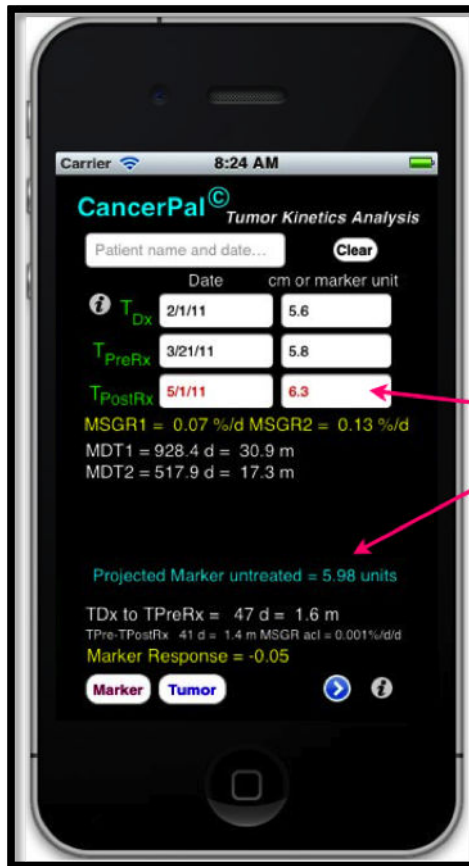 Carrier 8:24 AM
CancerPal© Tumor Kinetics Analysis
Patient name and date... Clear
Date cm or marker unit
i TDx 2/1/11 5.6
TPreRx 3/21/11 5.8
TPostRx 5/1/11 6.3
MSGR1 = 0.07 %/d MSGR2 = 0.13 %/d
MDT1 = 928.4 d = 30.9 m
MDT2 = 517.9 d = 17.3 m
Projected Marker untreated = 5.98 units
TDx to TPreRx = 47 d = 1.6 m
TPre-TPostRx 41 d = 1.4 m MSGR acl = 0.001%/d/d
Marker Response = -0.05
Marker Tumor i